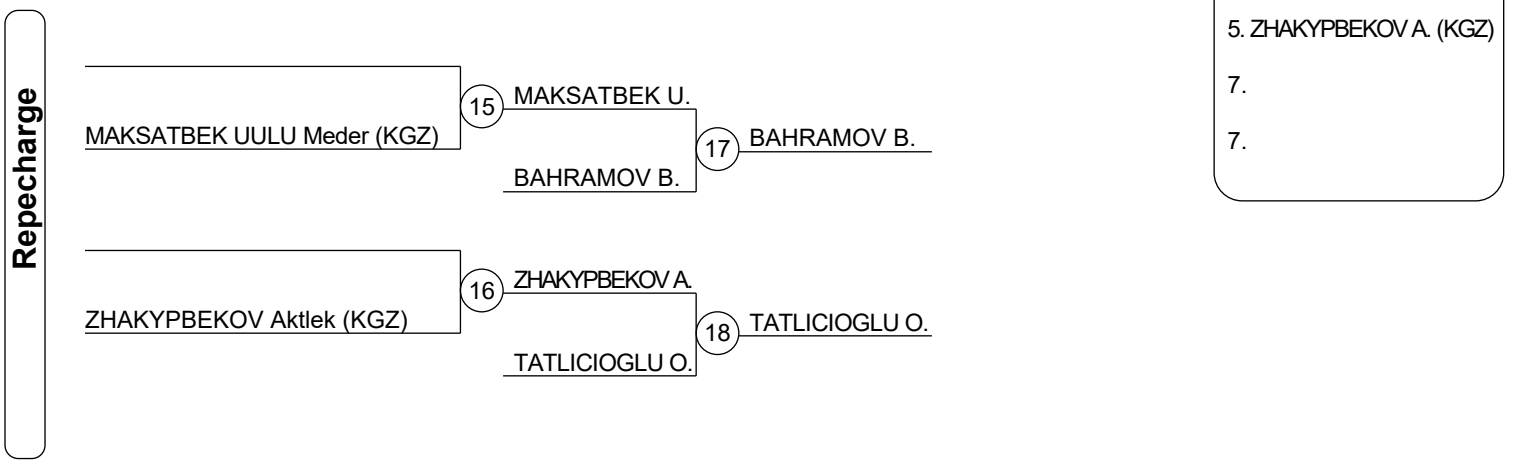 Repechage
MAKSATBEK UULU Meder (KGZ)
15
MAKSATBEK U.
BAHRAMOV B.
17
BAHRAMOV B.
ZHAKYPBEKOV Aktlek (KGZ)
16
ZHAKYPBEKOV A.
TATLICIOGLU O.
18
TATLICIOGLU O.
5. ZHAKYPBEKOV A. (KGZ)
7.
7.